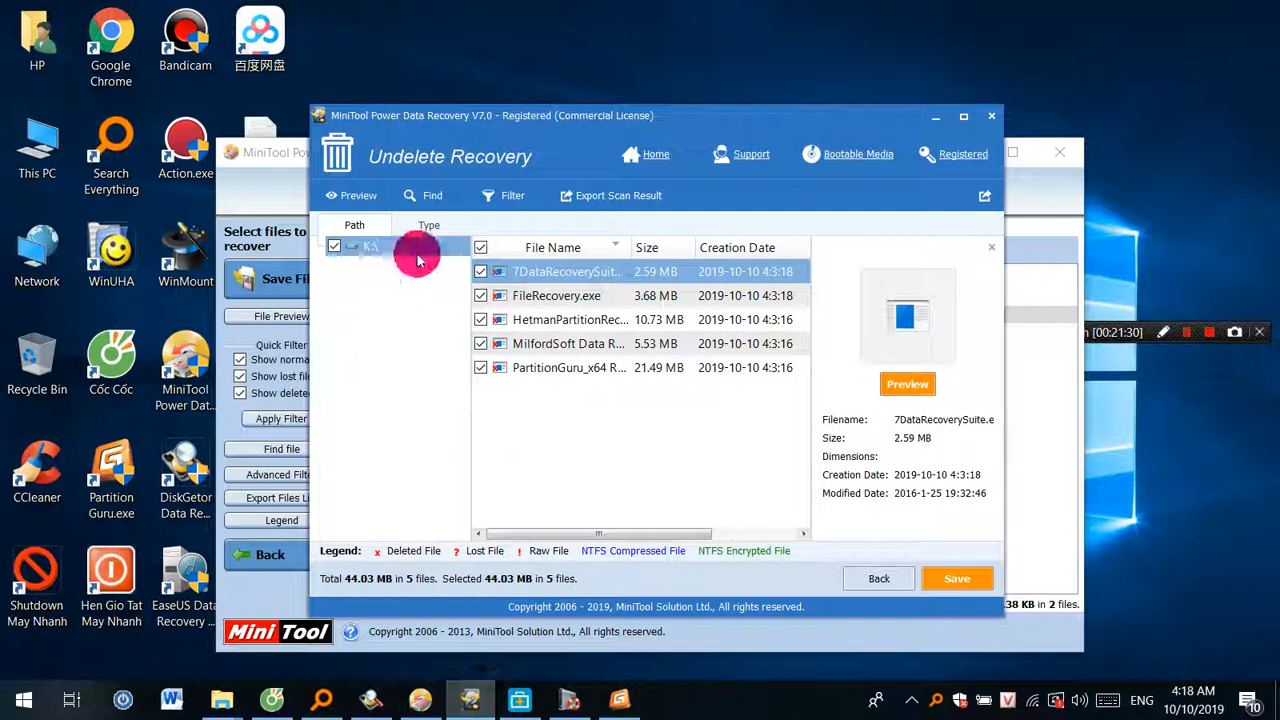 HP
Google
Chrome
Bandicam
百度网盘
This PC
Search
Everything
Action.exe
Network
WinUHA
WinMount
Recycle Bin
Cốc Cốc
MiniTool
Power Dat...
CCleaner
Partition
Guru.exe
DiskGetor
Data Re...
Shutdown
May Nhanh
Hen Gio Tat
May Nhanh
EaseUS Data
Recovery ...
MiniTool Po
Select files to
recover
Save Fil
File Preview
Quick Filter
Show norma
Show lost file
Show deleted
Apply Filter
Find file
Advanced Filte
Export Files Li
Legend
Back
MiniTool Power Data Recovery V7.0 - Registered (Commercial License)
Undelete Recovery
Home
Support
Bootable Media
Registered
Preview
Find
Filter
Export Scan Result
Path
Type
K:\
File Name
Size
Creation Date
7DataRecoverySuit... 2.59 MB 2019-10-10 4:3:18
FileRecovery.exe 3.68 MB 2019-10-10 4:3:18
HetmanPartitionRec... 10.73 MB 2019-10-10 4:3:16
MilfordSoft Data R... 5.53 MB 2019-10-10 4:3:16
PartitionGuru_x64 R... 21.49 MB 2019-10-10 4:3:16
Preview
Filename: 7DataRecoverySuite.e
Size: 2.59 MB
Dimensions:
Creation Date: 2019-10-10 4:3:18
Modified Date: 2016-1-25 19:32:46
Legend: x Deleted File ? Lost File ! Raw File NTFS Compressed File NTFS Encrypted File
Total 44.03 MB in 5 files. Selected 44.03 MB in 5 files.
Back
Save
Copyright 2006 - 2019, MiniTool Solution Ltd., All rights reserved.
[00:21:30]
.38 KB in 2 files.
Mini Tool
Copyright 2006 - 2013, MiniTool Solution Ltd., All rights reserved.
V
ENG
4:18 AM
10/10/2019
10